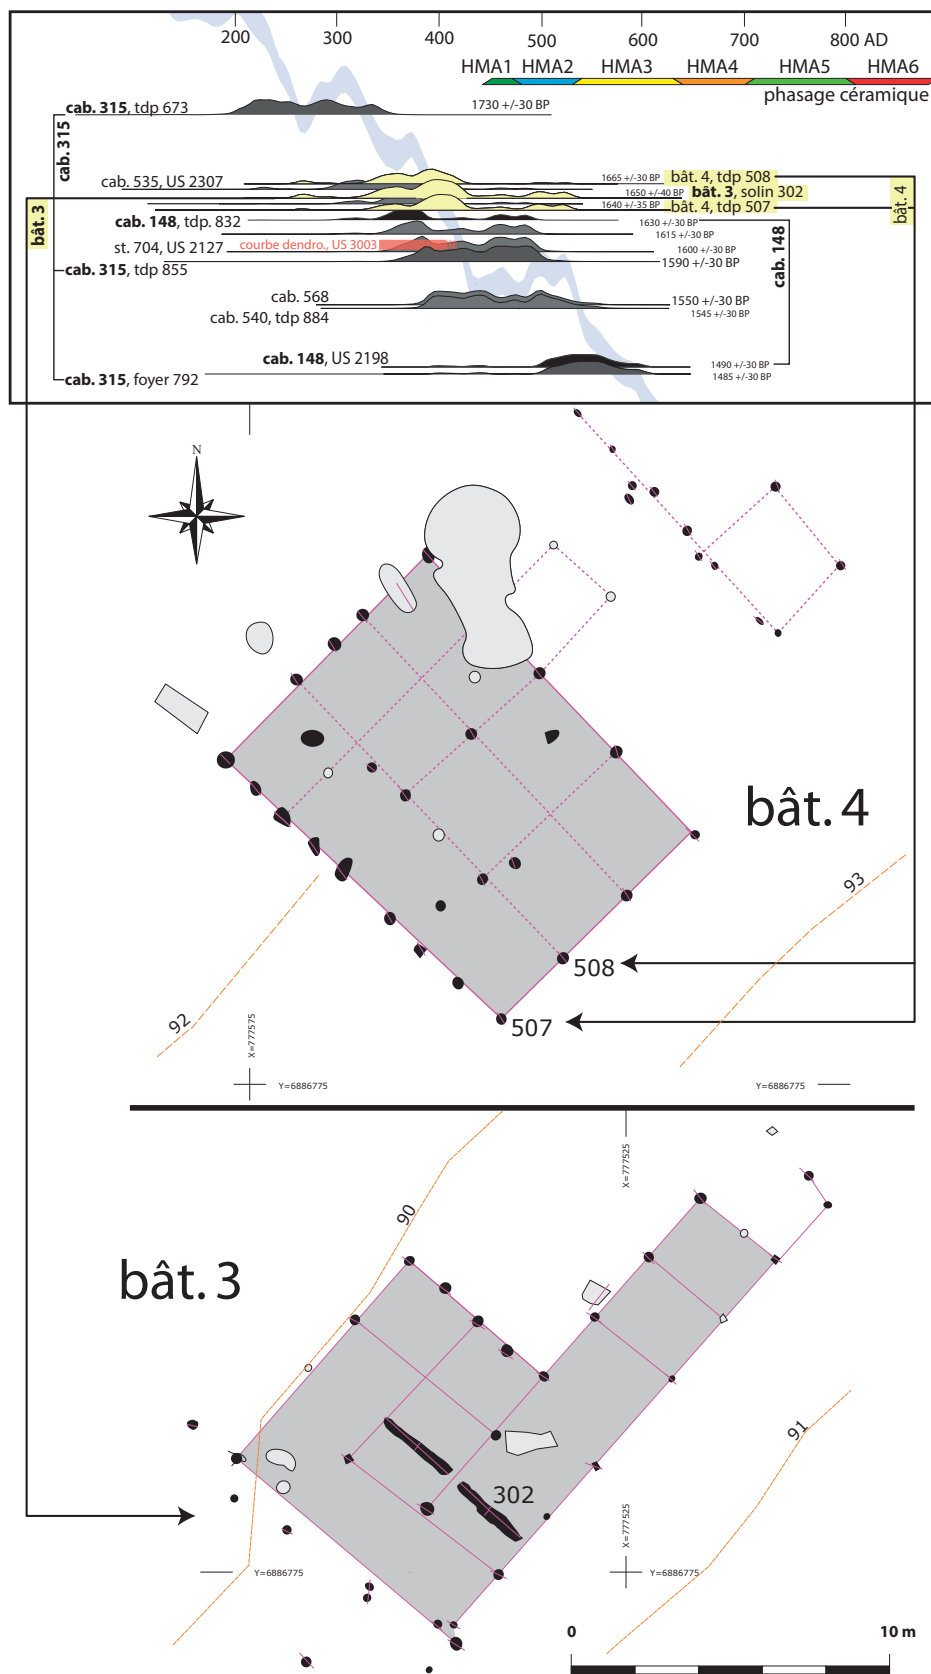 200 300 400 500 600 700 800 AD
HMA1 HMA2 HMA3 HMA4 HMA5 HMA6
phasage céramique
cab. 315, tdp 673
1730 +/-30 BP
cab. 315
cab. 535, US 2307
1665 +/-30 BP
bât. 4, tdp 508
1650 +/-40 BP
bât. 3, solin 302
1640 +/-35 BP
bât. 4, tdp 507
bât. 4
bât. 3
cab. 148, tdp. 832
1630 +/-30 BP
1615 +/-30 BP
st. 704, US 2127
courbe dendro., US 3003
1600 +/-30 BP
cab. 315, tdp 855
1590 +/-30 BP
cab. 148
cab. 568
1550 +/-30 BP
cab. 540, tdp 884
1545 +/-30 BP
cab. 148, US 2198
1490 +/-30 BP
cab. 315, foyer 792
1485 +/-30 BP
N
bât. 4
93
508
507
92
X=777575
Y=6886775
Y=6886775
X=777525
90
bât. 3
91
302
X=777525
Y=6886775
Y=6886775
0 10 m